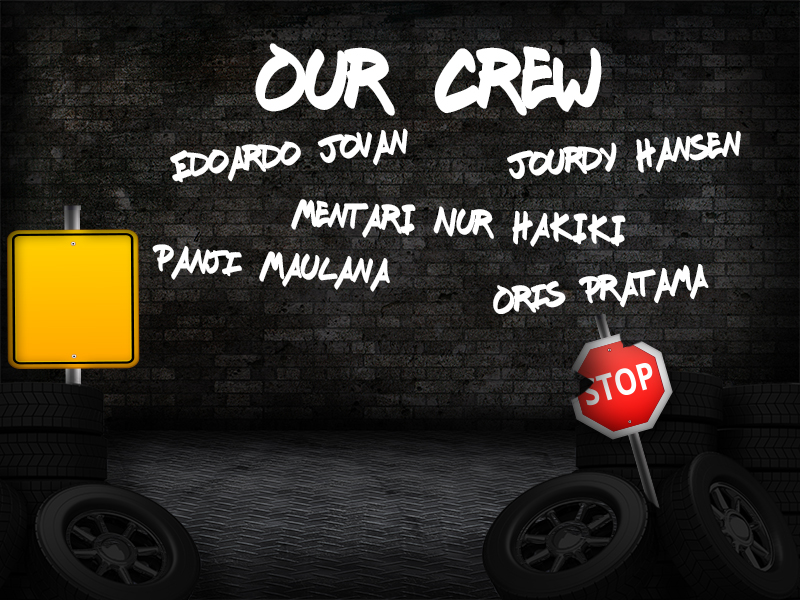 OUR CREW
EDOARDO JOVAN
JOURDY HANSEN
MENTARI NUR HAKIKI
PANJI MAULANA
ORIS PRATAMA
STOP